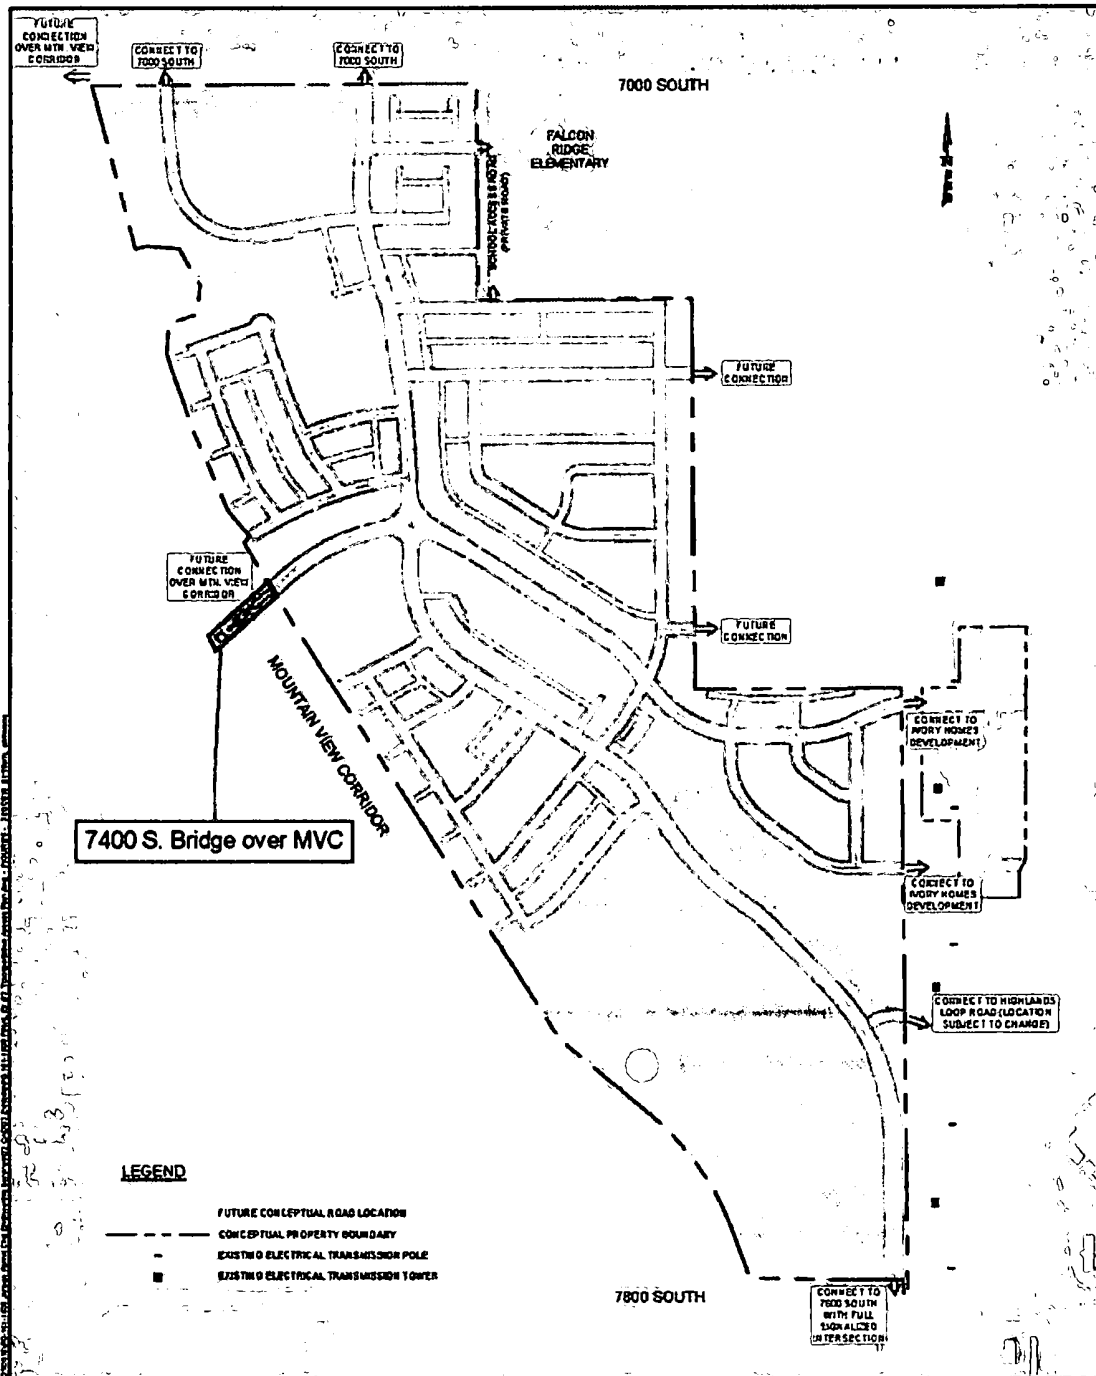 FUTURE
CONNECTION
OVER MTN. VIEW
CORRIDOR
CONNECT TO
7000 SOUTH
CONNECT TO
7000 SOUTH
7000 SOUTH
FALCON
RIDGE
ELEMENTARY
SCHOOL ACCESS ROAD
(PRIVATE ROAD)
FUTURE
CONNECTION
FUTURE
CONNECTION
OVER MTN. VIEW
CORRIDOR
FUTURE
CONNECTION
MOUNTAIN VIEW CORRIDOR
CONNECT TO
IVORY HOMES
DEVELOPMENT
7400 S. Bridge over MVC
CONNECT TO
IVORY HOMES
DEVELOPMENT
CONNECT TO HIGHLANDS
LOOP ROAD (LOCATION
SUBJECT TO CHANGE)
LEGEND
FUTURE CONCEPTUAL ROAD LOCATION
CONCEPTUAL PROPERTY BOUNDARY
EXISTING ELECTRICAL TRANSMISSION POLE
EXISTING ELECTRICAL TRANSMISSION TOWER
7800 SOUTH
CONNECT TO
7800 SOUTH
WITH FULL
SIGNALIZED
INTERSECTION
17